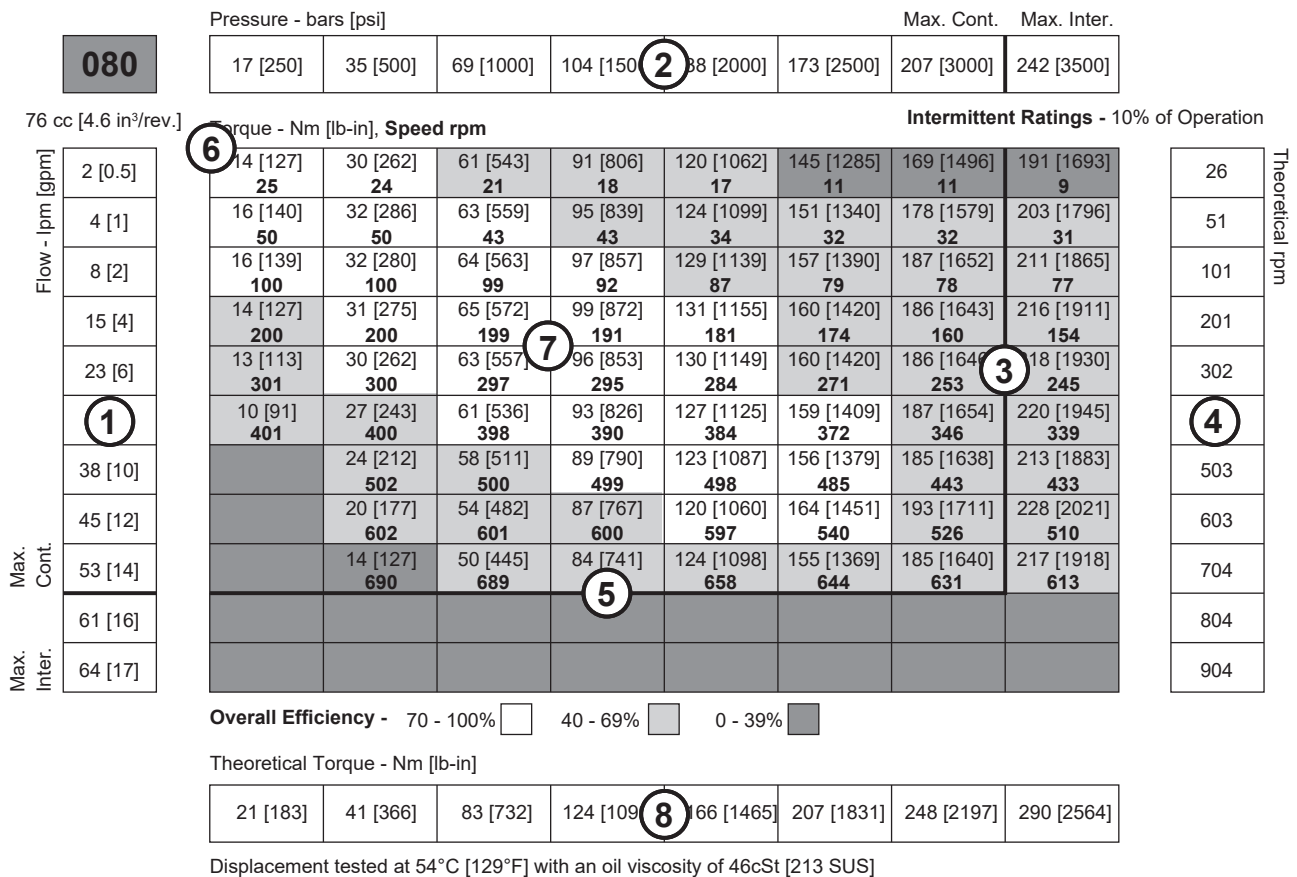 Pressure - bars [psi] Max. Cont. Max. Inter.
080 17 [250] 35 [500] 69 [1000] 104 [150 2 [2000] 173 [2500] 207 [3000] 242 [3500]
76 cc [4.6 in³/rev.] Torque - Nm [lb-in], Speed rpm Intermittent Ratings - 10% of Operation
6
Flow - lpm [gpm]
Theoretical rpm
2 [0.5] 14 [127] 30 [262] 61 [543] 91 [806] 120 [1062] 145 [1285] 169 [1496] 191 [1693] 26
25 24 21 18 17 11 11 9
4 [1] 16 [140] 32 [286] 63 [559] 95 [839] 124 [1099] 151 [1340] 178 [1579] 203 [1796] 51
50 50 43 43 34 32 32 31
8 [2] 16 [139] 32 [280] 64 [563] 97 [857] 129 [1139] 157 [1390] 187 [1652] 211 [1865] 101
100 100 99 92 87 79 78 77
15 [4] 14 [127] 31 [275] 65 [572] 99 [872] 131 [1155] 160 [1420] 186 [1643] 216 [1911] 201
200 200 199 191 181 174 160 154
7
23 [6] 13 [113] 30 [262] 63 [557] 96 [853] 130 [1149] 160 [1420] 186 [164 3 18 [1930] 302
301 300 297 295 284 271 253 245
1 10 [91] 27 [243] 61 [536] 93 [826] 127 [1125] 159 [1409] 187 [1654] 220 [1945] 4
401 400 398 390 384 372 346 339
38 [10] 24 [212] 58 [511] 89 [790] 123 [1087] 156 [1379] 185 [1638] 213 [1883] 503
502 500 499 498 485 443 433
45 [12] 20 [177] 54 [482] 87 [767] 120 [1060] 164 [1451] 193 [1711] 228 [2021] 603
602 601 600 597 540 526 510
Max. Cont.
53 [14] 14 [127] 50 [445] 84 [741] 124 [1098] 155 [1369] 185 [1640] 217 [1918] 704
690 689 5 658 644 631 613
61 [16] 804
Max. Inter.
64 [17] 904
Overall Efficiency - 70 - 100% 40 - 69% 0 - 39%
Theoretical Torque - Nm [lb-in]
21 [183] 41 [366] 83 [732] 124 [109 8 66 [1465] 207 [1831] 248 [2197] 290 [2564]
Displacement tested at 54°C [129°F] with an oil viscosity of 46cSt [213 SUS]